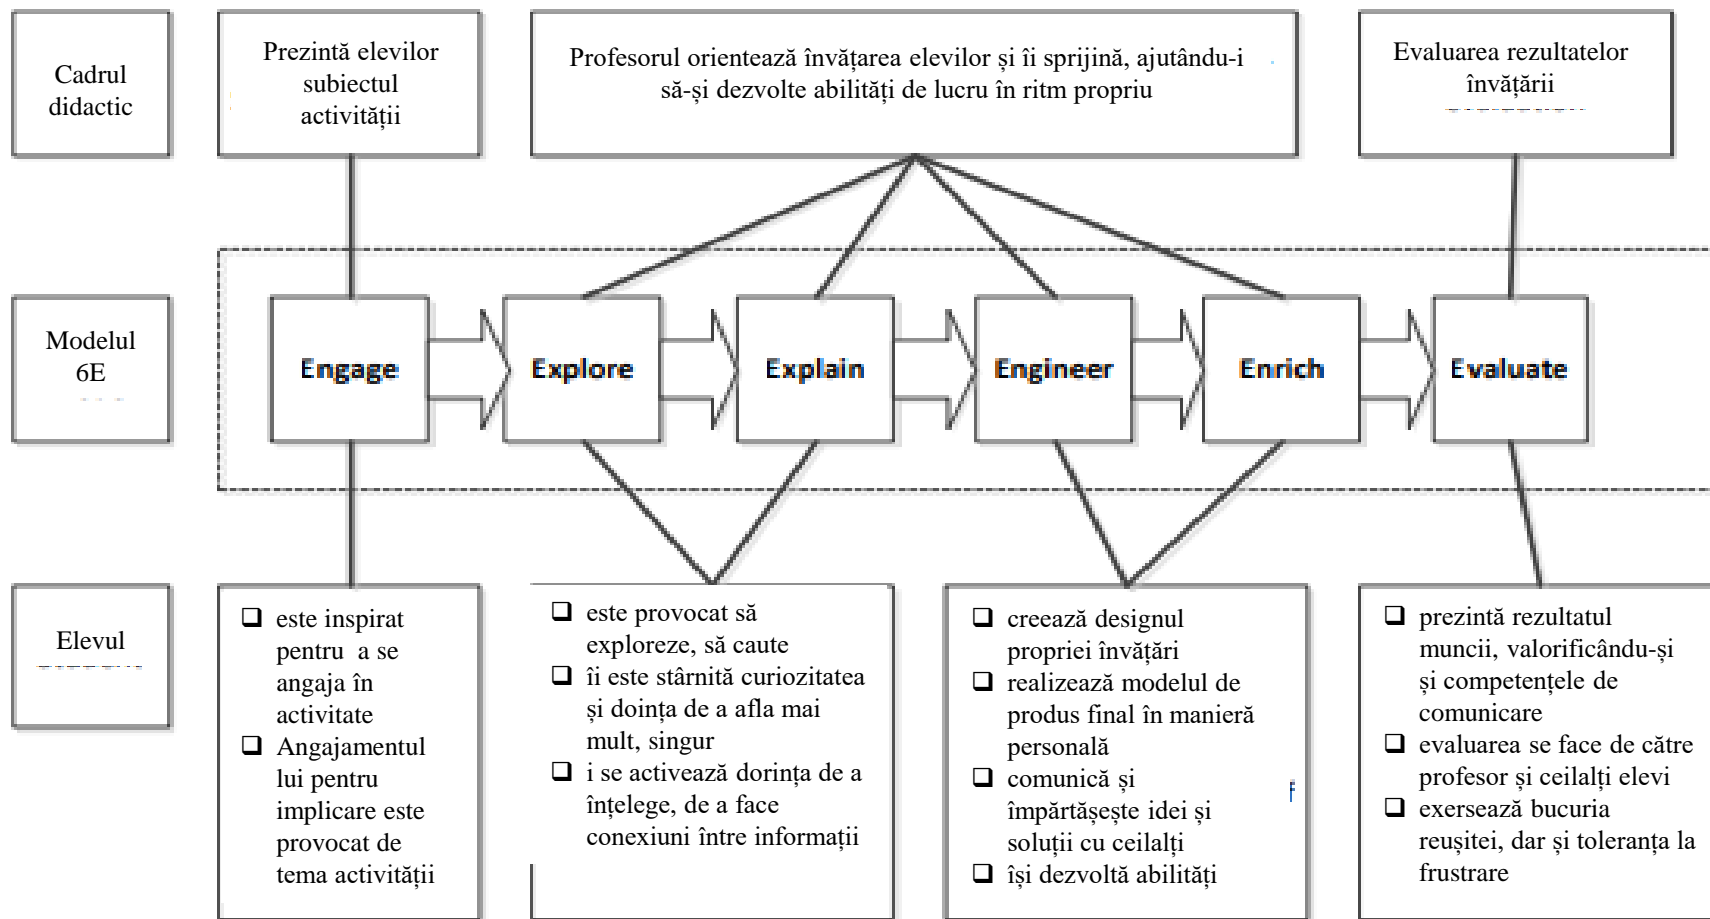 Cadrul
didactic
Prezintă elevilor
subiectul
activității
Profesorul orientează învățarea elevilor și îi sprijină, ajutându-i
să-și dezvolte abilități de lucru în ritm propriu
Evaluarea rezultatelor
învățării
Modelul
6E
Engage
Explore
Explain
Engineer
Enrich
Evaluate
Elevul
❑ este inspirat
pentru a se
angaja în
activitate
❑ Angajamentul
lui pentru
implicare este
provocat de
tema activității
❑ este provocat să
exploreze, să caute
❑ îi este stârnită curiozitatea
și doința de a afla mai
mult, singur
❑ i se activează dorința de a
înțelege, de a face
conexiuni între informații
❑ creează designul
propriei învățări
❑ realizează modelul de
produs final în manieră
personală
❑ comunică și
împărtășește idei și
soluții cu ceilalți
❑ își dezvoltă abilități
❑ prezintă rezultatul
muncii, valorificându-și
și competențele de
comunicare
❑ evaluarea se face de către
profesor și ceilalți elevi
❑ exersează bucuria
reușitei, dar și toleranța la
frustrare